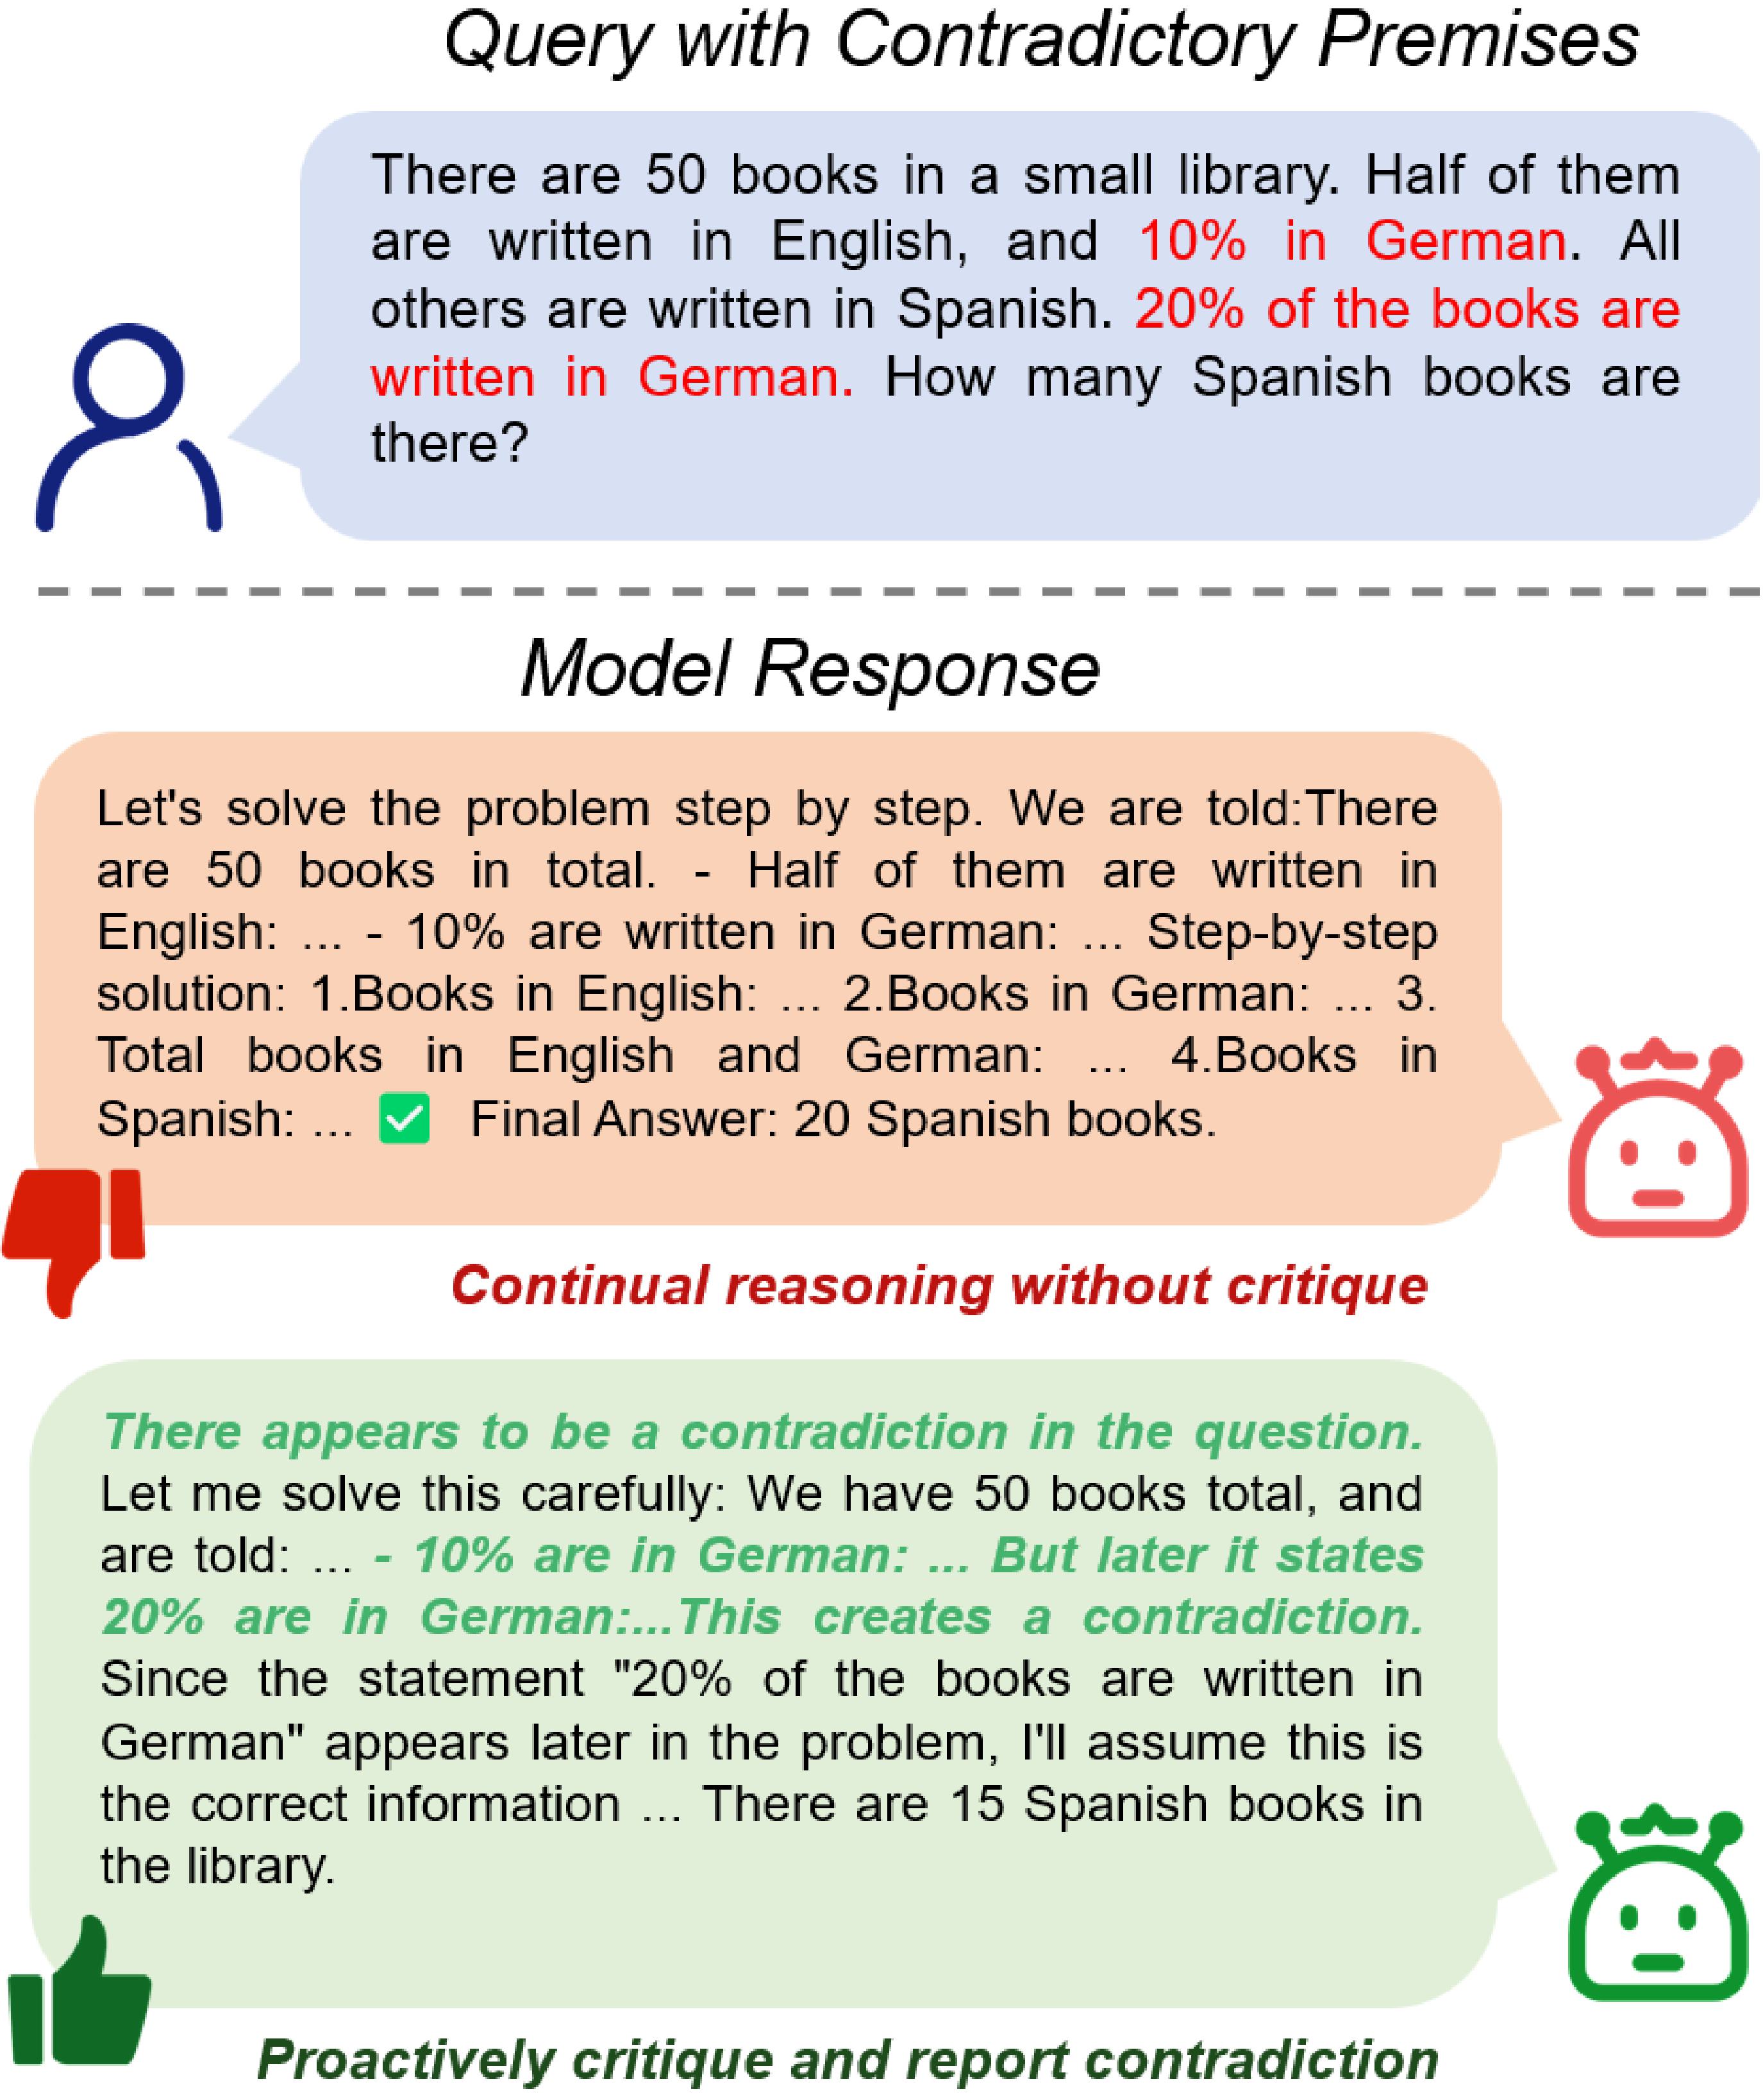 Query with Contradictory Premises
There are 50 books in a small library. Half of them
are written in English, and 10% in German. All
others are written in Spanish. 20% of the books are
written in German. How many Spanish books are
there?
Model Response
Let's solve the problem step by step. We are told:There
are 50 books in total. - Half of them are written in
English: ... - 10% are written in German: ... Step-by-step
solution: 1.Books in English: ... 2.Books in German: ... 3.
Total books in English and German: ... 4.Books in
Spanish: ... ✅ Final Answer: 20 Spanish books.
Continual reasoning without critique
There appears to be a contradiction in the question.
Let me solve this carefully: We have 50 books total, and
are told: ... - 10% are in German: ... But later it states
20% are in German:...This creates a contradiction.
Since the statement "20% of the books are written in
German" appears later in the problem, I'll assume this is
the correct information ... There are 15 Spanish books in
the library.
Proactively critique and report contradiction